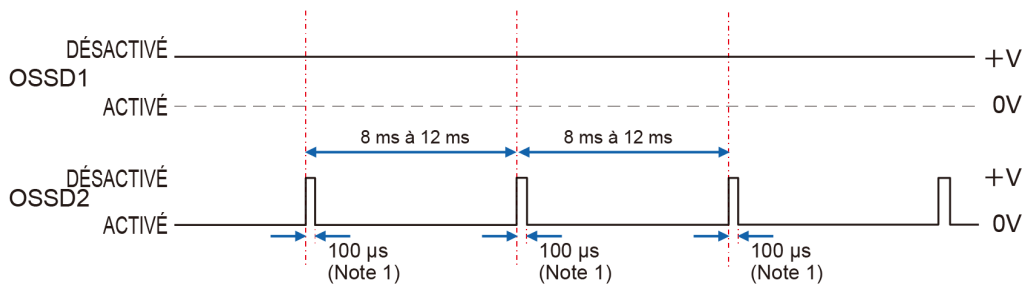 DÉSACTIVÉ
+V
OSSD1
ACTIVÉ
0V
8 ms à 12 ms
8 ms à 12 ms
DÉSACTIVÉ
+V
OSSD2
ACTIVÉ
0V
100 µs
(Note 1)
100 µs
(Note 1)
100 µs
(Note 1)